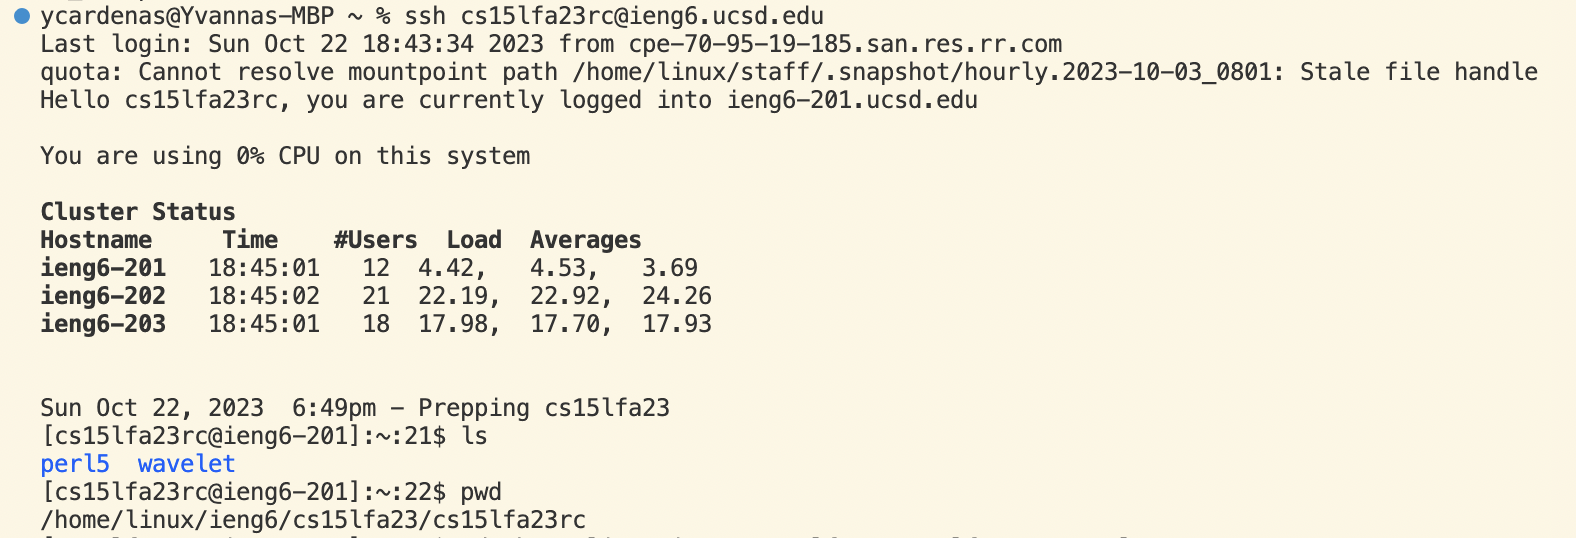 ycardenas@Yvannas-MBP ~ % ssh cs15lfa23rc@ieng6.ucsd.edu
Last login: Sun Oct 22 18:43:34 2023 from cpe-70-95-19-185.san.res.rr.com
quota: Cannot resolve mountpoint path /home/linux/staff/.snapshot/hourly.2023-10-03_0801: Stale file handle
Hello cs15lfa23rc, you are currently logged into ieng6-201.ucsd.edu
You are using 0% CPU on this system
Cluster Status
Hostname     Time    #Users  Load  Averages
ieng6-201   18:45:01   12  4.42,   4.53,   3.69
ieng6-202   18:45:02   21  22.19,  22.92,  24.26
ieng6-203   18:45:01   18  17.98,  17.70,  17.93
Sun Oct 22, 2023  6:49pm - Prepping cs15lfa23
[cs15lfa23rc@ieng6-201]:~:21$ ls
perl5  wavelet
[cs15lfa23rc@ieng6-201]:~:22$ pwd
/home/linux/ieng6/cs15lfa23/cs15lfa23rc